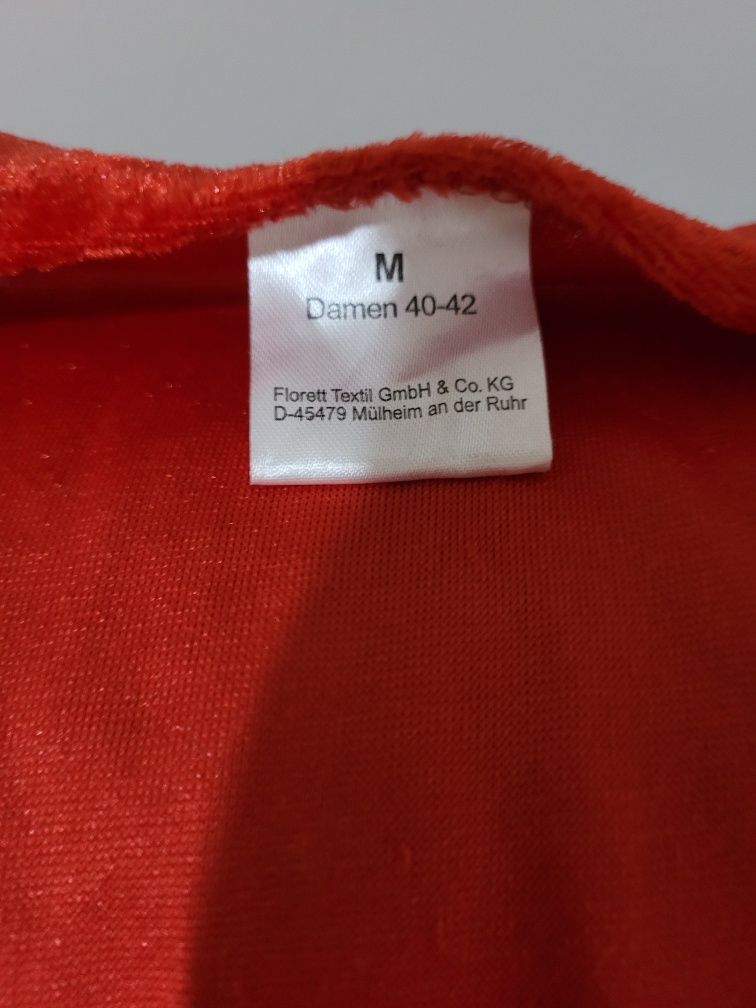 M
Damen 40-42
Florett Textil GmbH & Co. KG
D-45479 Mülheim an der Ruhr